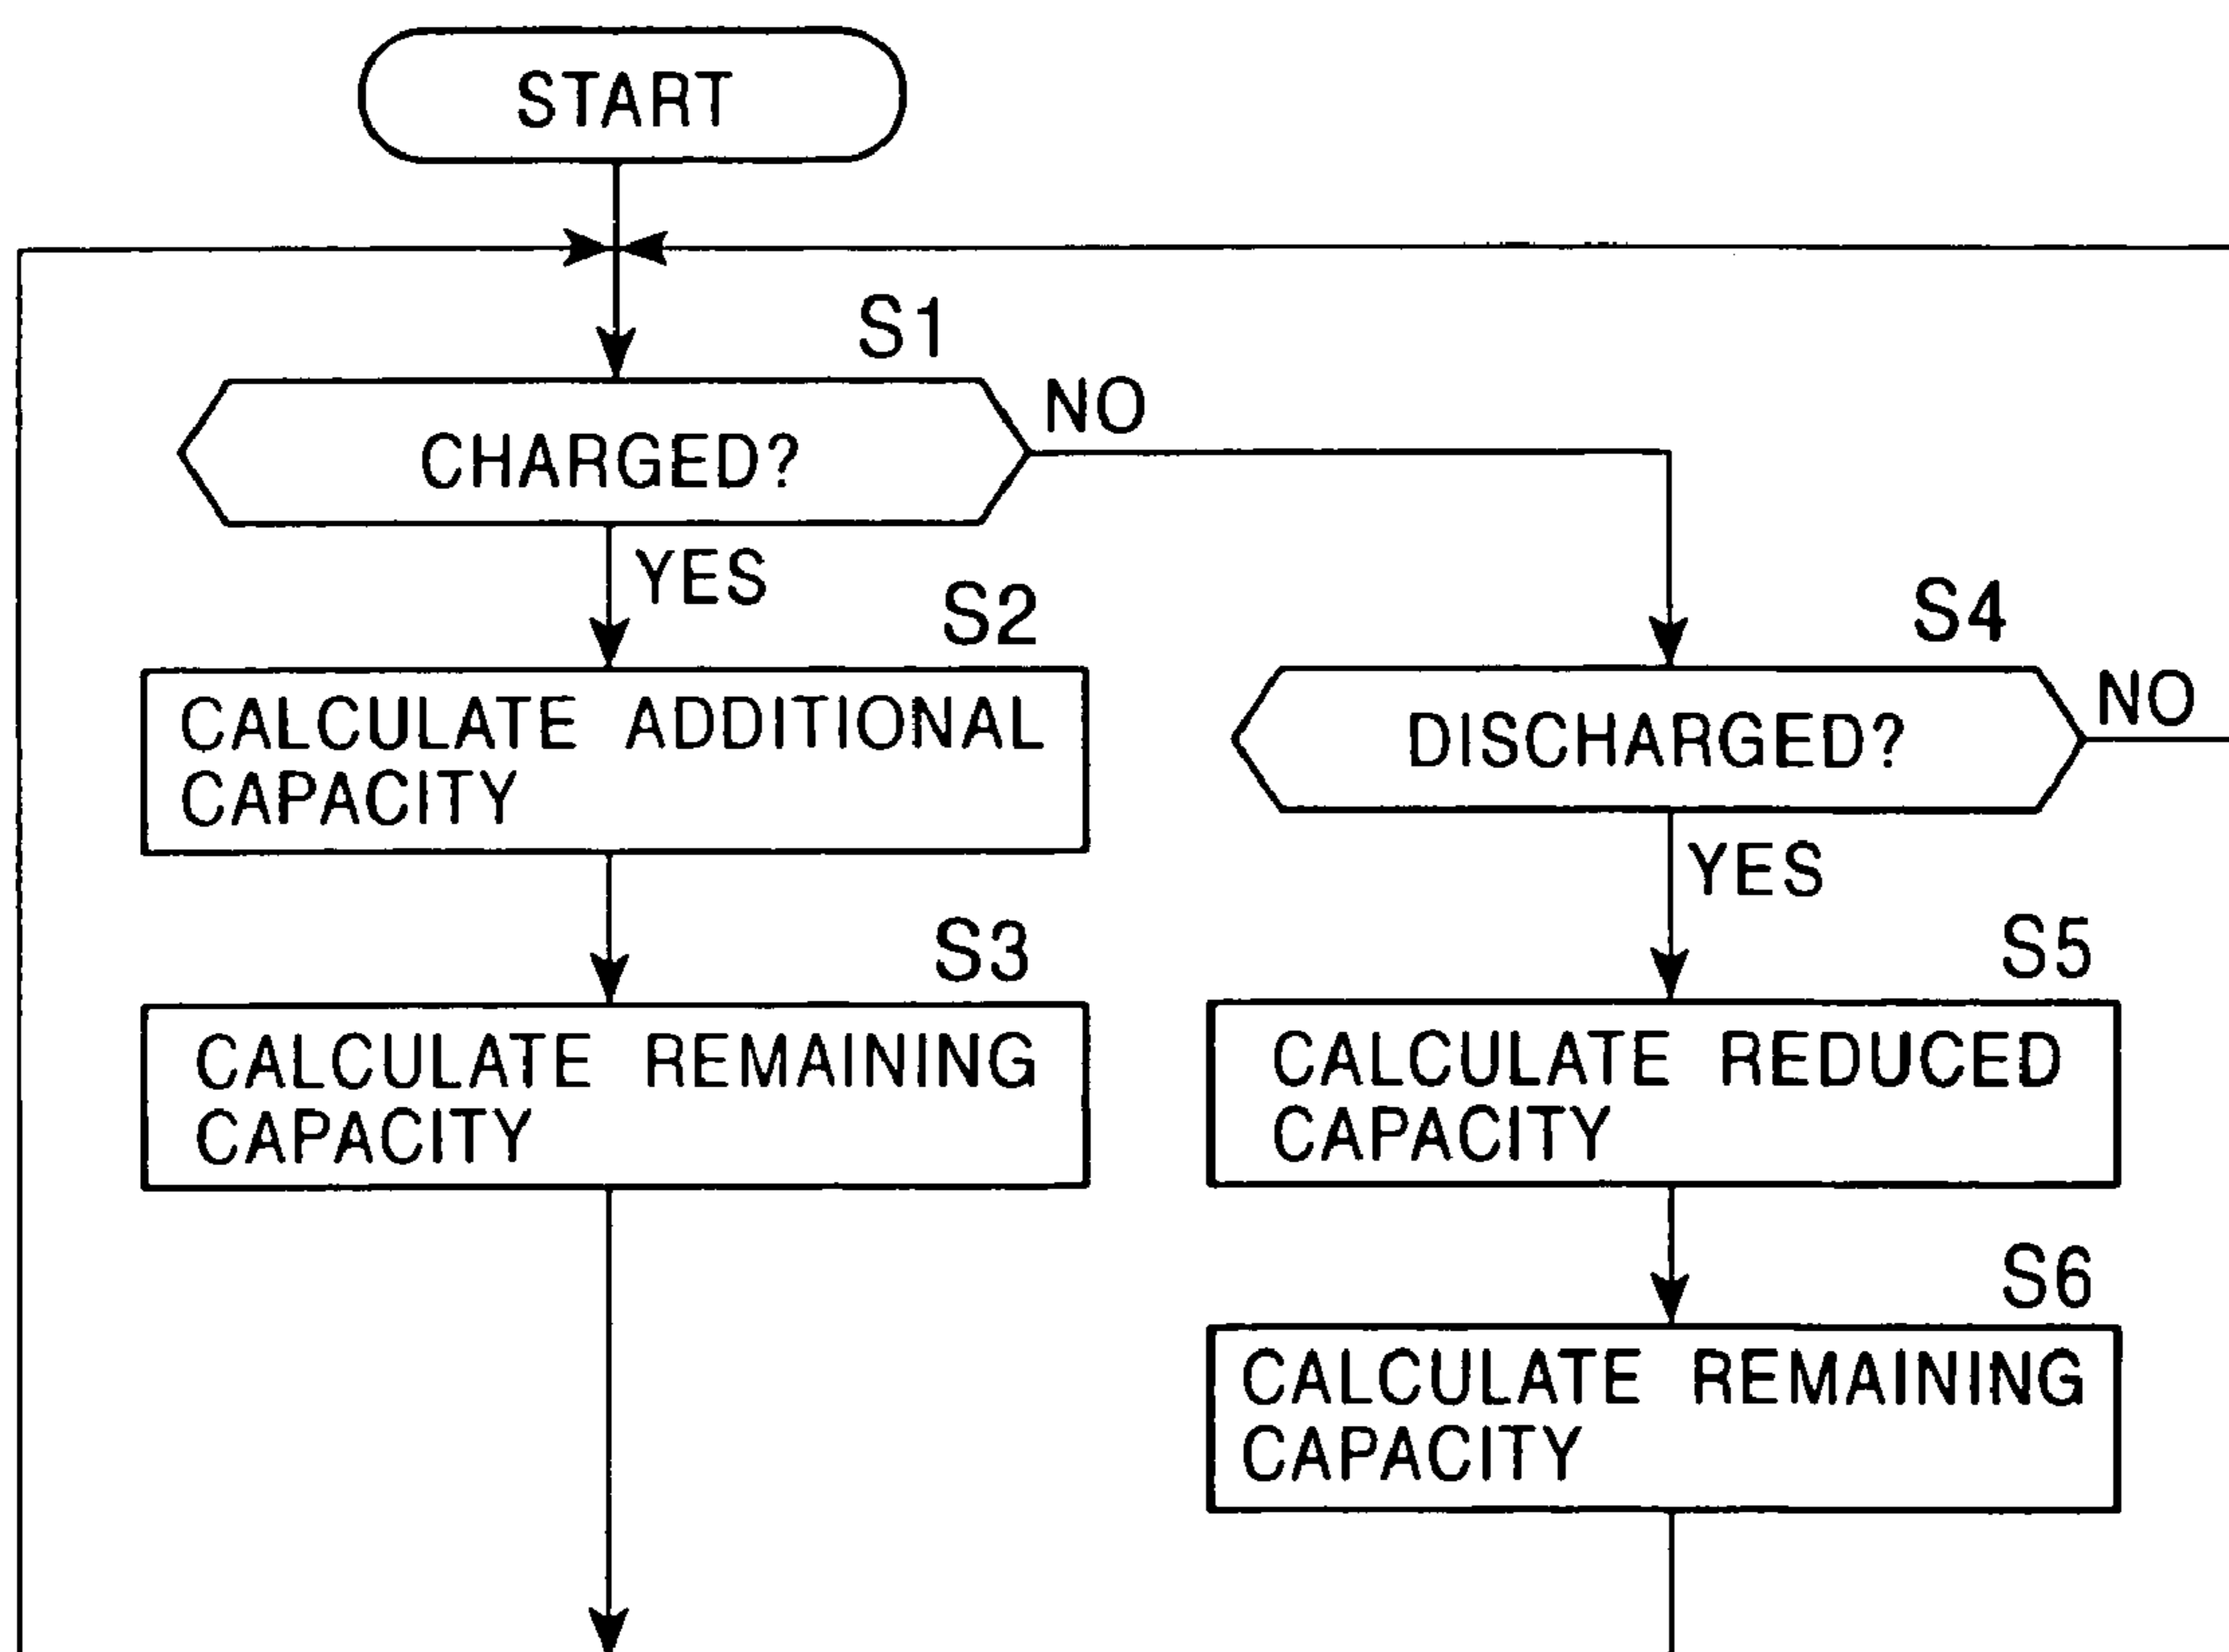 START
S1
CHARGED?
NO
YES
S2
CALCULATE ADDITIONAL
CAPACITY
S3
CALCULATE REMAINING
CAPACITY
S4
DISCHARGED?
NO
YES
S5
CALCULATE REDUCED
CAPACITY
S6
CALCULATE REMAINING
CAPACITY